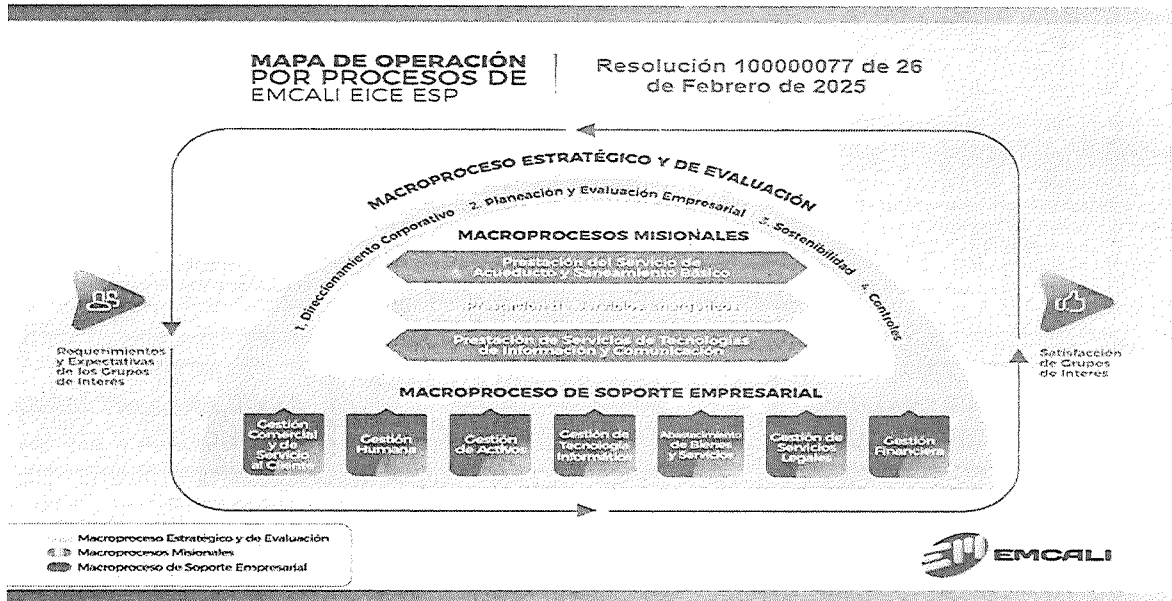 MAPA DE OPERACIÓN
POR PROCESOS DE
EMCALI EICE ESP
Resolución 100000077 de 26
de Febrero de 2025
MACROPROCESO ESTRATÉGICO Y DE EVALUACIÓN
1. Direccionamiento Corporativo
2. Planeación y Evaluación Empresarial
3. Sostenibilidad
4. Controles
MACROPROCESOS MISIONALES
Prestación del Servicio de
Acueducto y Saneamiento Básico
Prestación de Servicios de Tecnologías
de Información y Comunicación
Requerimientos
y Expectativas
de los Grupos
de Interés
Satisfacción
de Grupos
de Interés
MACROPROCESO DE SOPORTE EMPRESARIAL
Gestión
Comercial
y de
Servicio
al Cliente
Gestión
Humana
Gestión
de Activos
Gestión de
Tecnología
Informática
Abastecimiento
de Bienes
y Servicios
Gestión de
Servicios
Legales
Gestión
Financiera
Macroproceso Estratégico y de Evaluación
Macroprocesos Misionales
Macroproceso de Soporte Empresarial
EMCALI